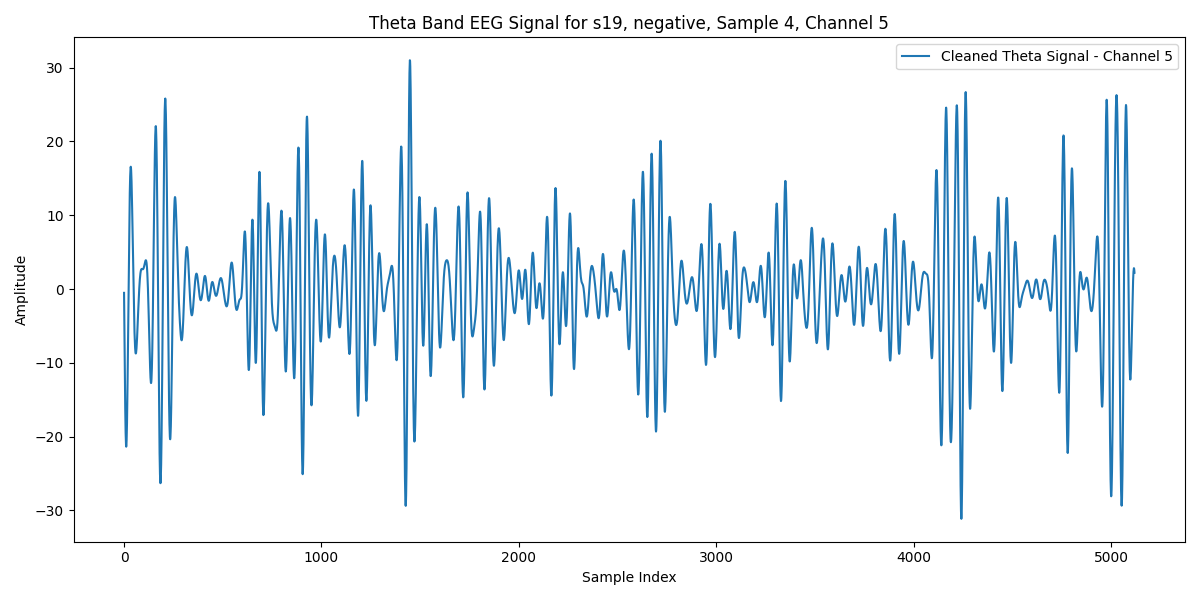 Theta Band EEG Signal for s19, negative, Sample 4, Channel 5
Cleaned Theta Signal - Channel 5
Amplitude
30
20
10
0
−10
−20
−30
0 1000 2000 3000 4000 5000
Sample Index